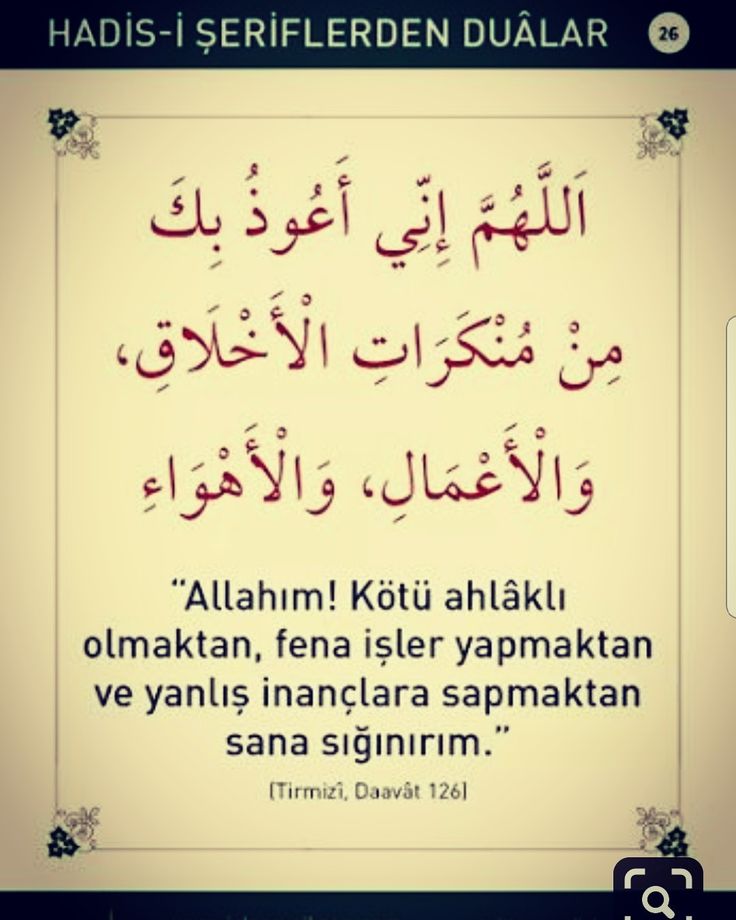 HADİS-İ ŞERİFLERDEN DUÂLAR 26
اَللَّهُمَّ إِنِّي أَعُوذُ بِكَ
مِنْ مُنْكَرَاتِ الْأَخْلَاقِ،
وَالْأَعْمَالِ، وَالْأَهْوَاءِ
“Allahım! Kötü ahlâklı
olmaktan, fena işler yapmaktan
ve yanlış inançlara sapmaktan
sana sığınırım.”
(Tirmizî, Daavât 126)